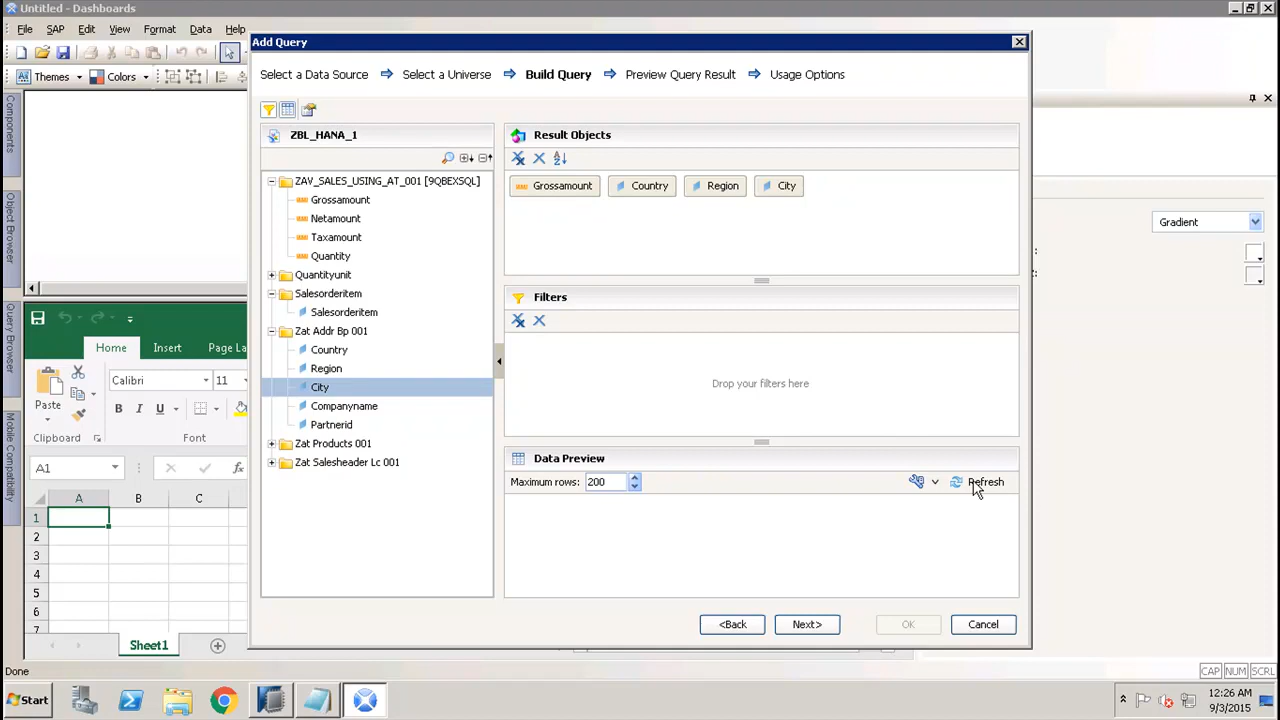 Untitled - Dashboards
File SAP Edit View Format Data Help
Themes Colors
Components
Object Browser
Query Browser
Mobile Compatibility
Add Query
Select a Data Source Select a Universe Build Query Preview Query Result Usage Options
ZBL_HANA_1
ZAV_SALES_USING_AT_001 [9QBEXSQL]
Grossamount
Netamount
Taxamount
Quantity
Quantityunit
Salesorderitem
Salesorderitem
Zat Addr Bp 001
Country
Region
City
Companyname
Partnerid
Zat Products 001
Zat Salesheader Lc 001
Result Objects
Grossamount Country Region City
Filters
Drop your filters here
Data Preview
Maximum rows: 200 Refresh
<Back Next> OK Cancel
Gradient
Home Insert Page La
Paste
Calibri 11
B I U
Clipboard Font
A1 fx
A B C
1
2
3
4
5
6
7
Sheet1
Done CAP NUM SCRL
Start
12:26 AM
9/3/2015